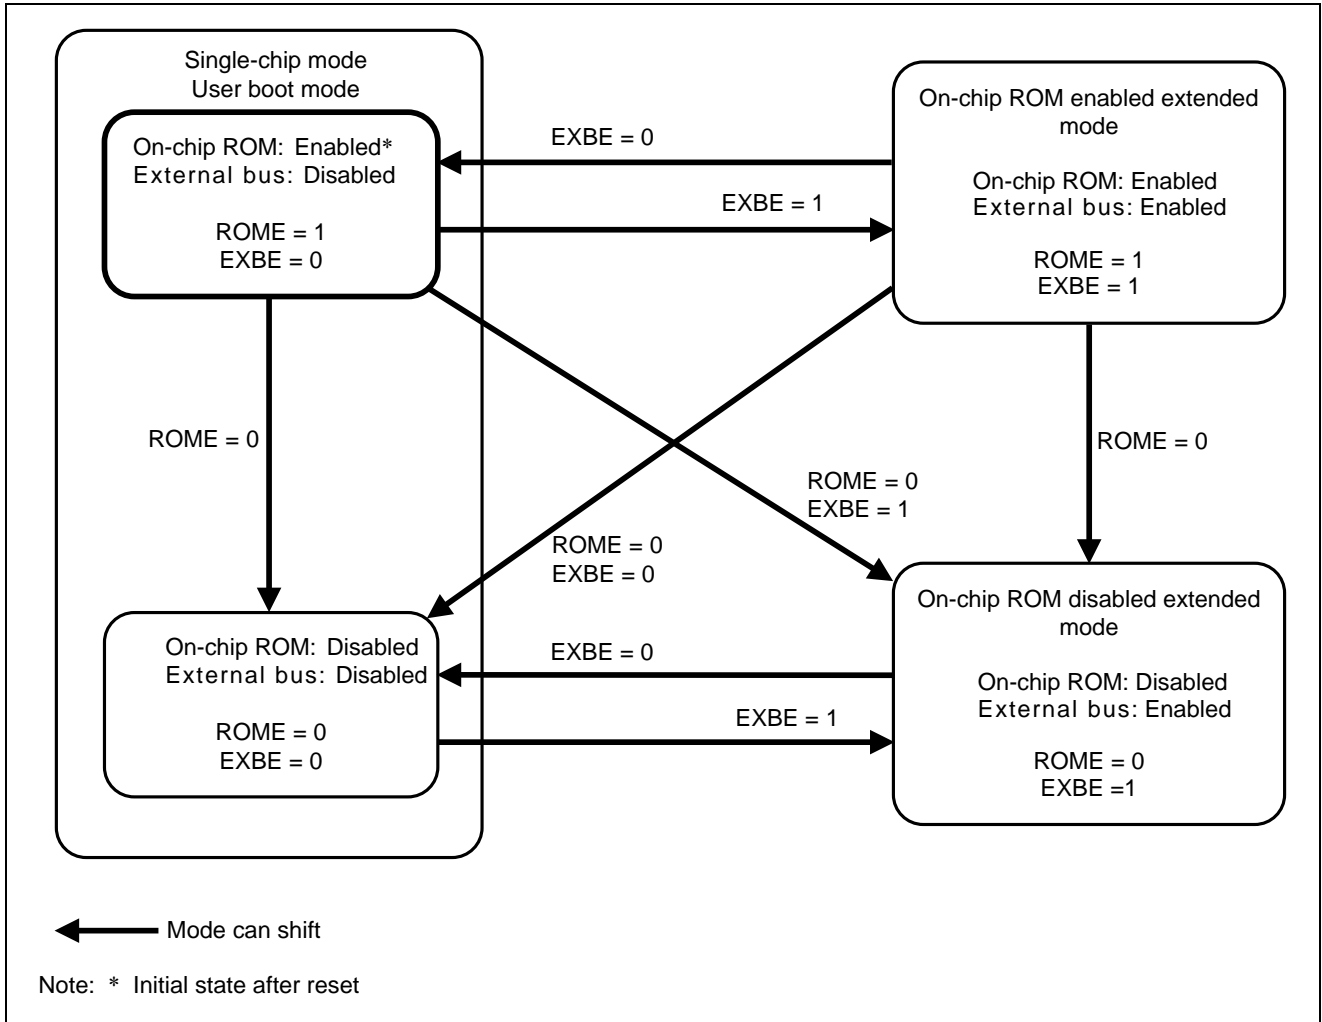 Single-chip mode
User boot mode
On-chip ROM: Enabled*
External bus: Disabled
ROME = 1
EXBE = 0
EXBE = 0
EXBE = 1
On-chip ROM enabled extended
mode
On-chip ROM: Enabled
External bus: Enabled
ROME = 1
EXBE = 1
ROME = 0
ROME = 0
ROME = 0
EXBE = 1
ROME = 0
EXBE = 0
On-chip ROM: Disabled
External bus: Disabled
ROME = 0
EXBE = 0
EXBE = 0
EXBE = 1
On-chip ROM disabled extended
mode
On-chip ROM: Disabled
External bus: Enabled
ROME = 0
EXBE =1
Mode can shift
Note: * Initial state after reset